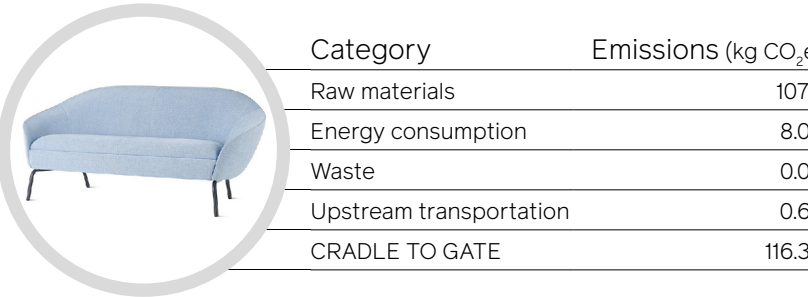 Category Emissions (kg CO₂e
Raw materials 107.
Energy consumption 8.0
Waste 0.0
Upstream transportation 0.6
CRADLE TO GATE 116.3